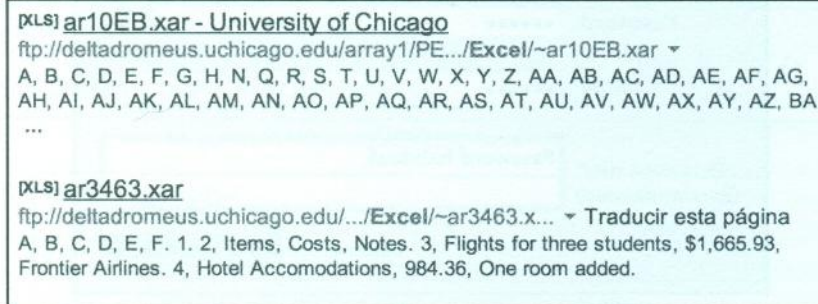 [XLS] ar10EB.xar - University of Chicago
ftp://deltadromeus.uchicago.edu/array1/PE.../Excel/~ar10EB.xar
A, B, C, D, E, F, G, H, N, Q, R, S, T, U, V, W, X, Y, Z, AA, AB, AC, AD, AE, AF, AG,
AH, AI, AJ, AK, AL, AM, AN, AO, AP, AQ, AR, AS, AT, AU, AV, AW, AX, AY, AZ, BA
...
[XLS] ar3463.xar
ftp://deltadromeus.uchicago.edu/.../Excel/~ar3463.x... Traducir esta página
A, B, C, D, E, F. 1. 2, Items, Costs, Notes. 3, Flights for three students, $1,665.93,
Frontier Airlines. 4, Hotel Accomodations, 984.36, One room added.